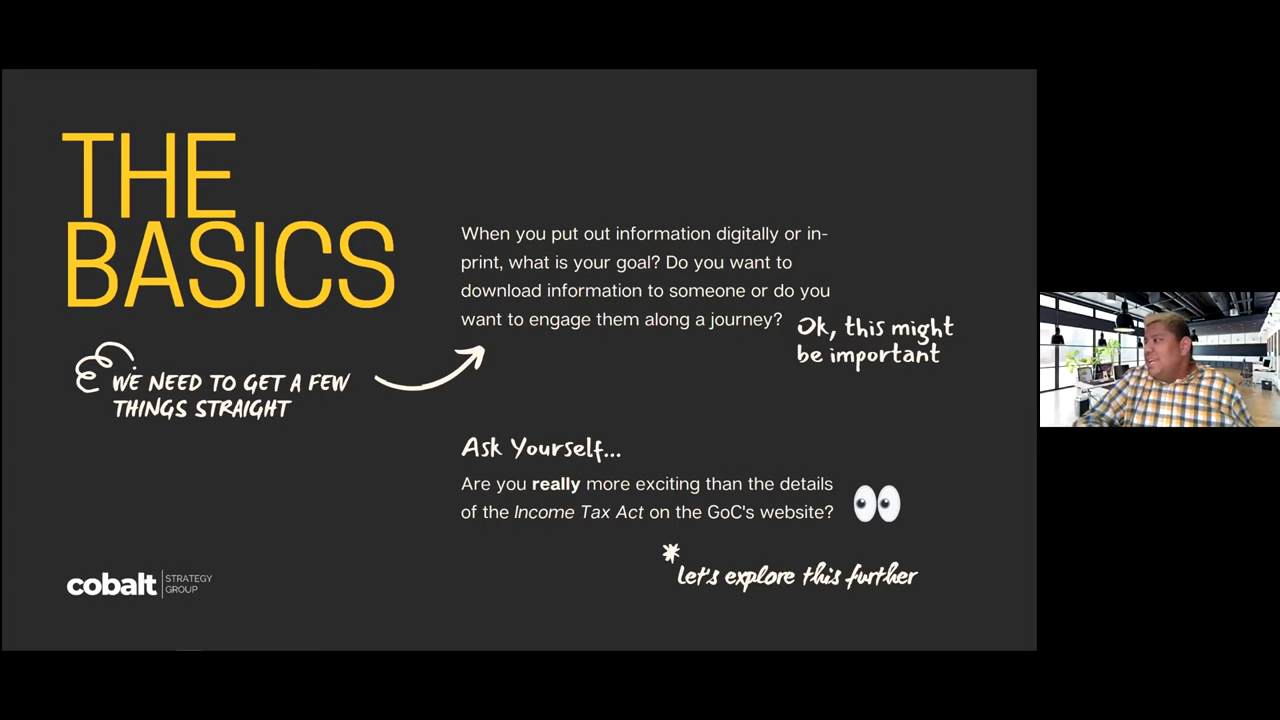 THE
BASICS
WE NEED TO GET A FEW
THINGS STRAIGHT
When you put out information digitally or in-
print, what is your goal? Do you want to
download information to someone or do you
want to engage them along a journey?
Ok, this might
be important
Ask Yourself...
Are you really more exciting than the details
of the Income Tax Act on the GoC's website?
*
let's explore this further
cobalt
STRATEGY
GROUP